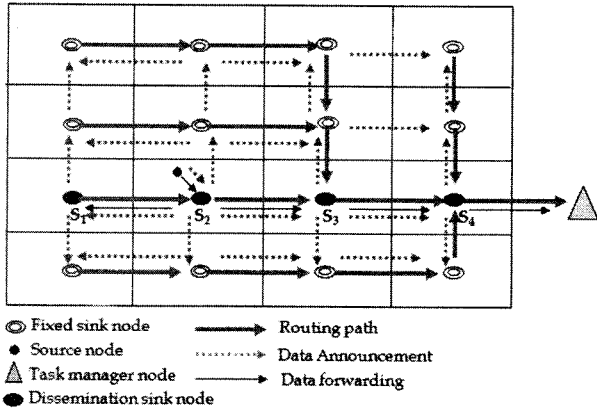 S1 S2 S3 S4
Fixed sink node
Routing path
Source node
Data Announcement
Task manager node
Data forwarding
Dissemination sink node